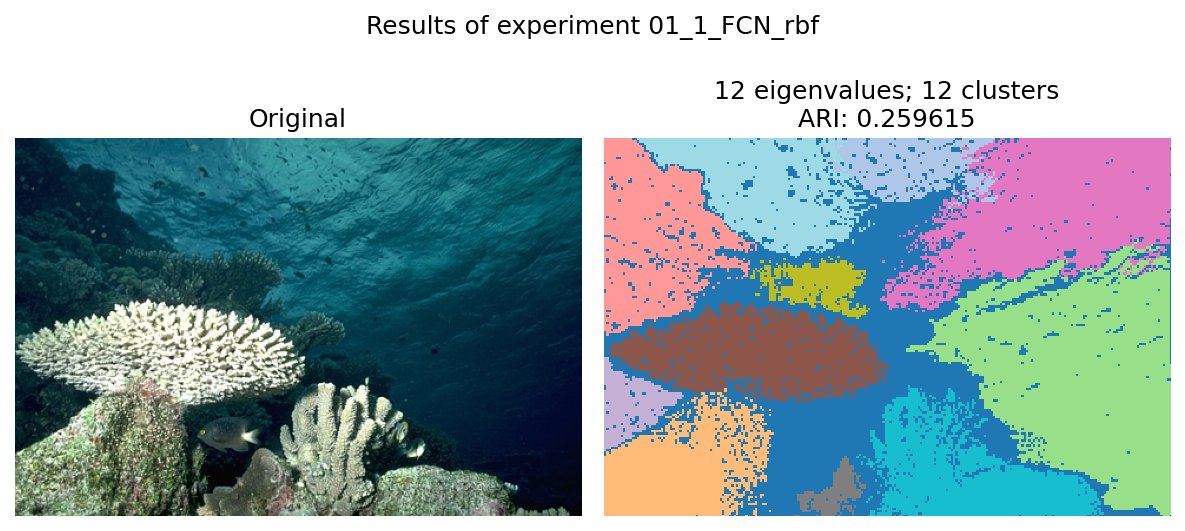 Results of experiment 01_1_FCN_rbf
Original
12 eigenvalues; 12 clusters
ARI: 0.259615